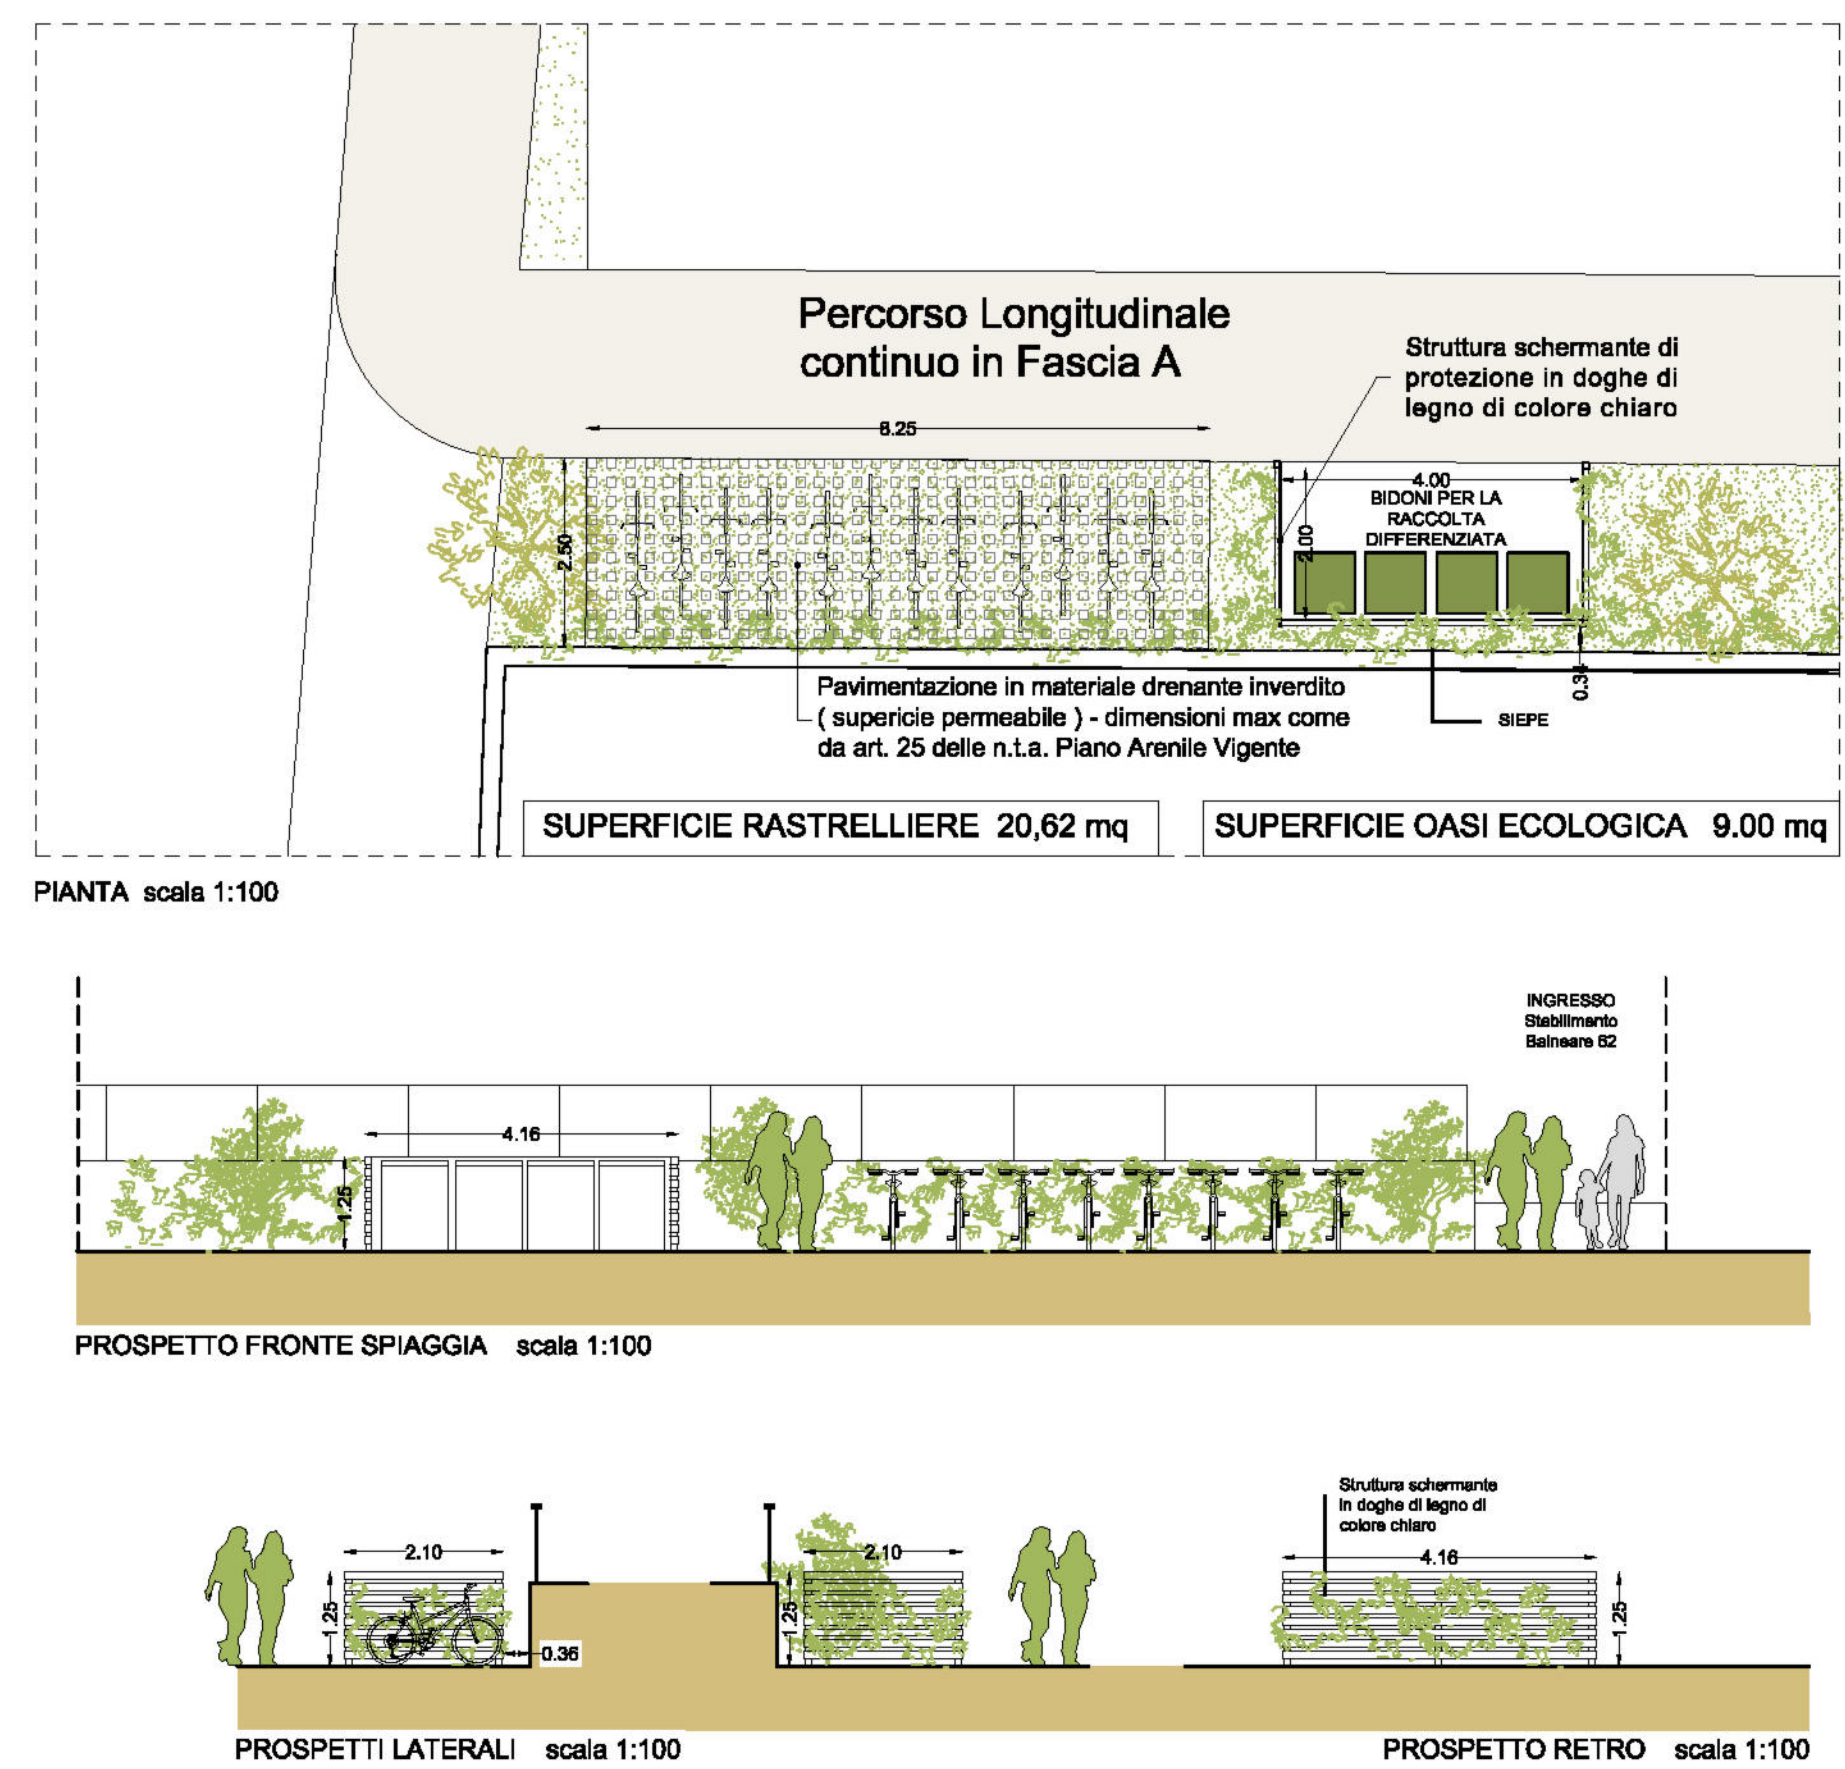 Percorso Longitudinale
continuo in Fascia A
Struttura schermante di
protezione in doghe di
legno di colore chiaro
8.25
4.00
BIDONI PER LA
RACCOLTA
DIFFERENZIATA
2.50
2.00
0.34
Pavimentazione in materiale drenante inverdito
( supericie permeabile ) - dimensioni max come
da art. 25 delle n.t.a. Piano Arenile Vigente
SIEPE
SUPERFICIE RASTRELLIERE 20,62 mq
SUPERFICIE OASI ECOLOGICA 9.00 mq
PIANTA scala 1:100
INGRESSO
Stabilimento
Balneare 62
4.16
1.25
PROSPETTO FRONTE SPIAGGIA scala 1:100
Struttura schermante
in doghe di legno di
colore chiaro
2.10
2.10
4.16
1.25
1.25
1.25
0.36
PROSPETTI LATERALI scala 1:100
PROSPETTO RETRO scala 1:100